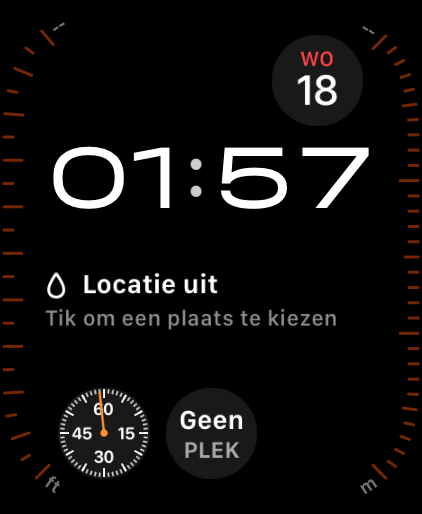 --
--
WO
18
01:57
Locatie uit
Tik om een plaats te kiezen
60
45
15
30
Geen
PLEK
ft
m